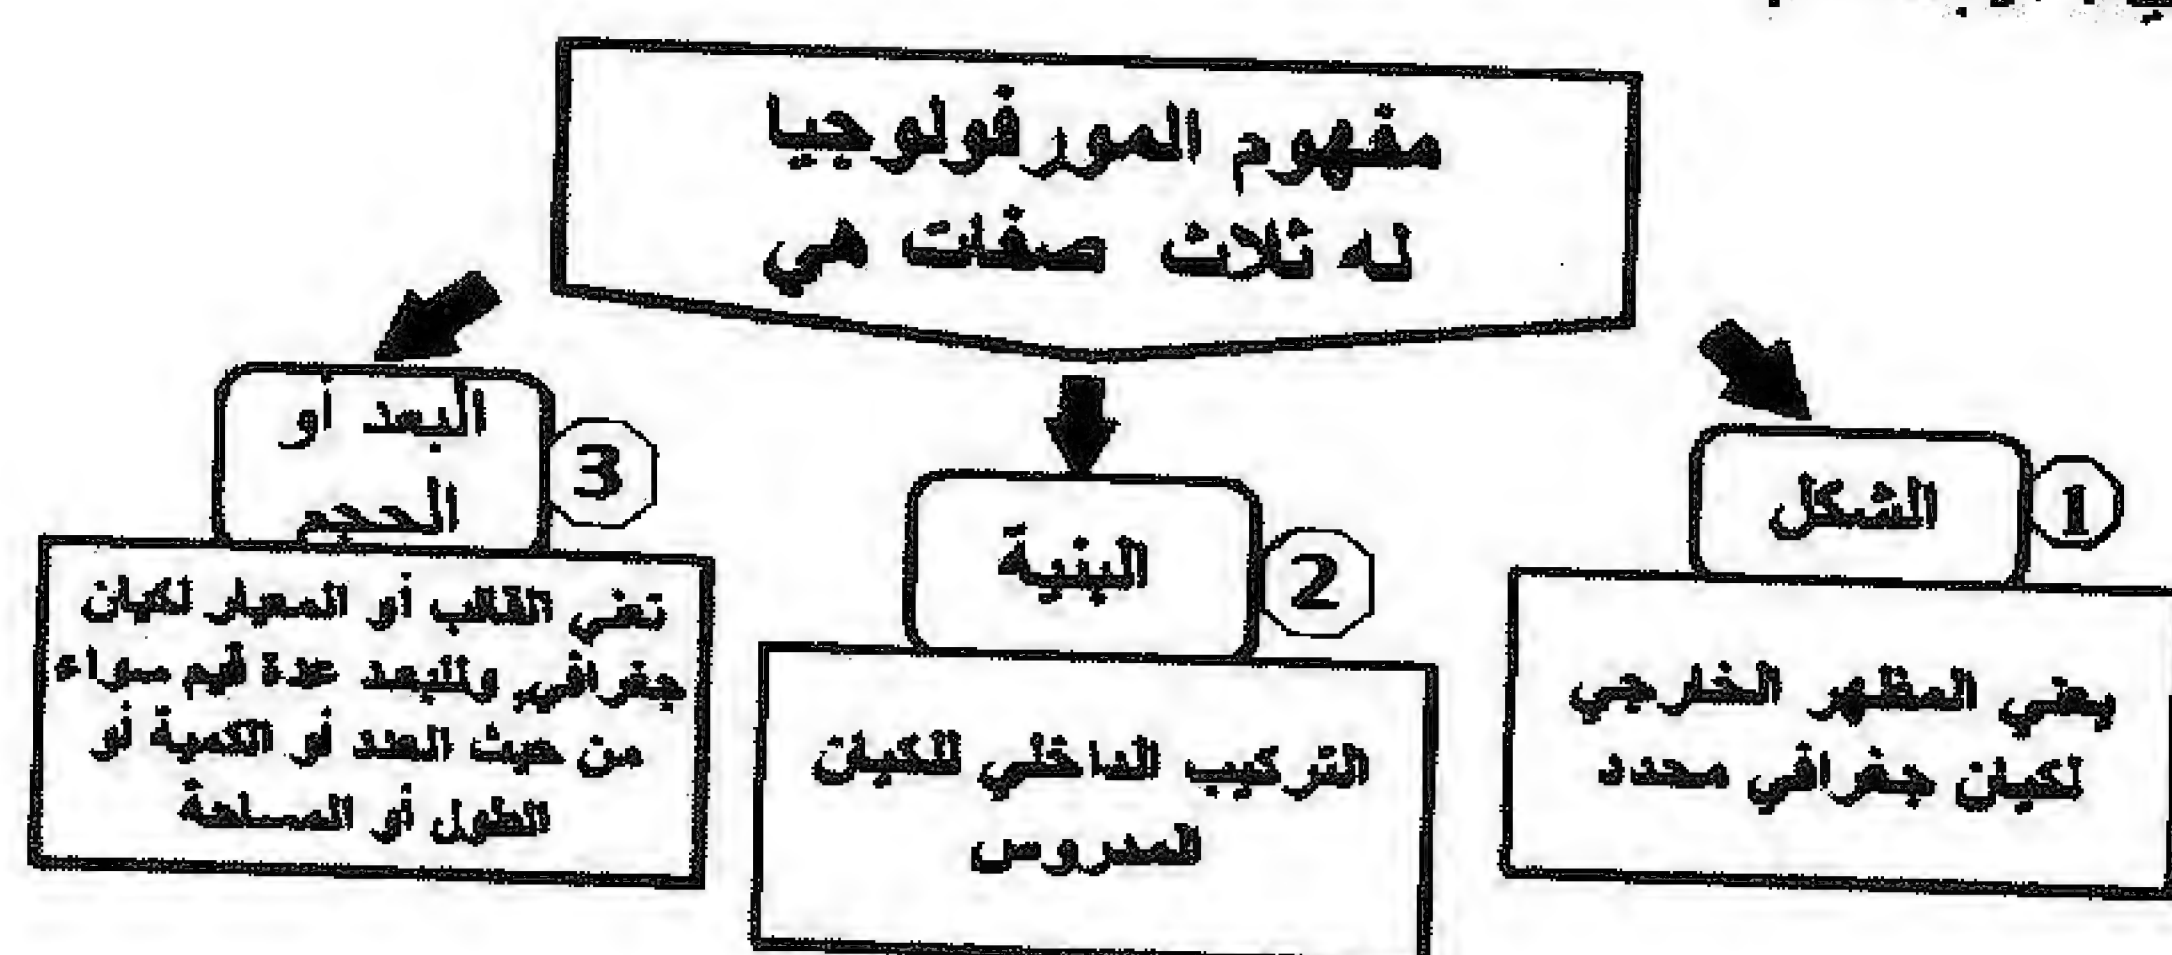 مفهوم المورفولوجيا
له ثلاث صفات هي
1
الشكل
يعني المظهر الخارجي
لكيان جغرافي محدد
2
البنية
التركيب الداخلي للكيان
المدروس
3
البعد أو
الحجم
تعني القالب أو المعيار لكيان
جغرافي، وللبعد عدة قيم سواء
من حيث العدد أو الكمية أو
الطول أو المساحة